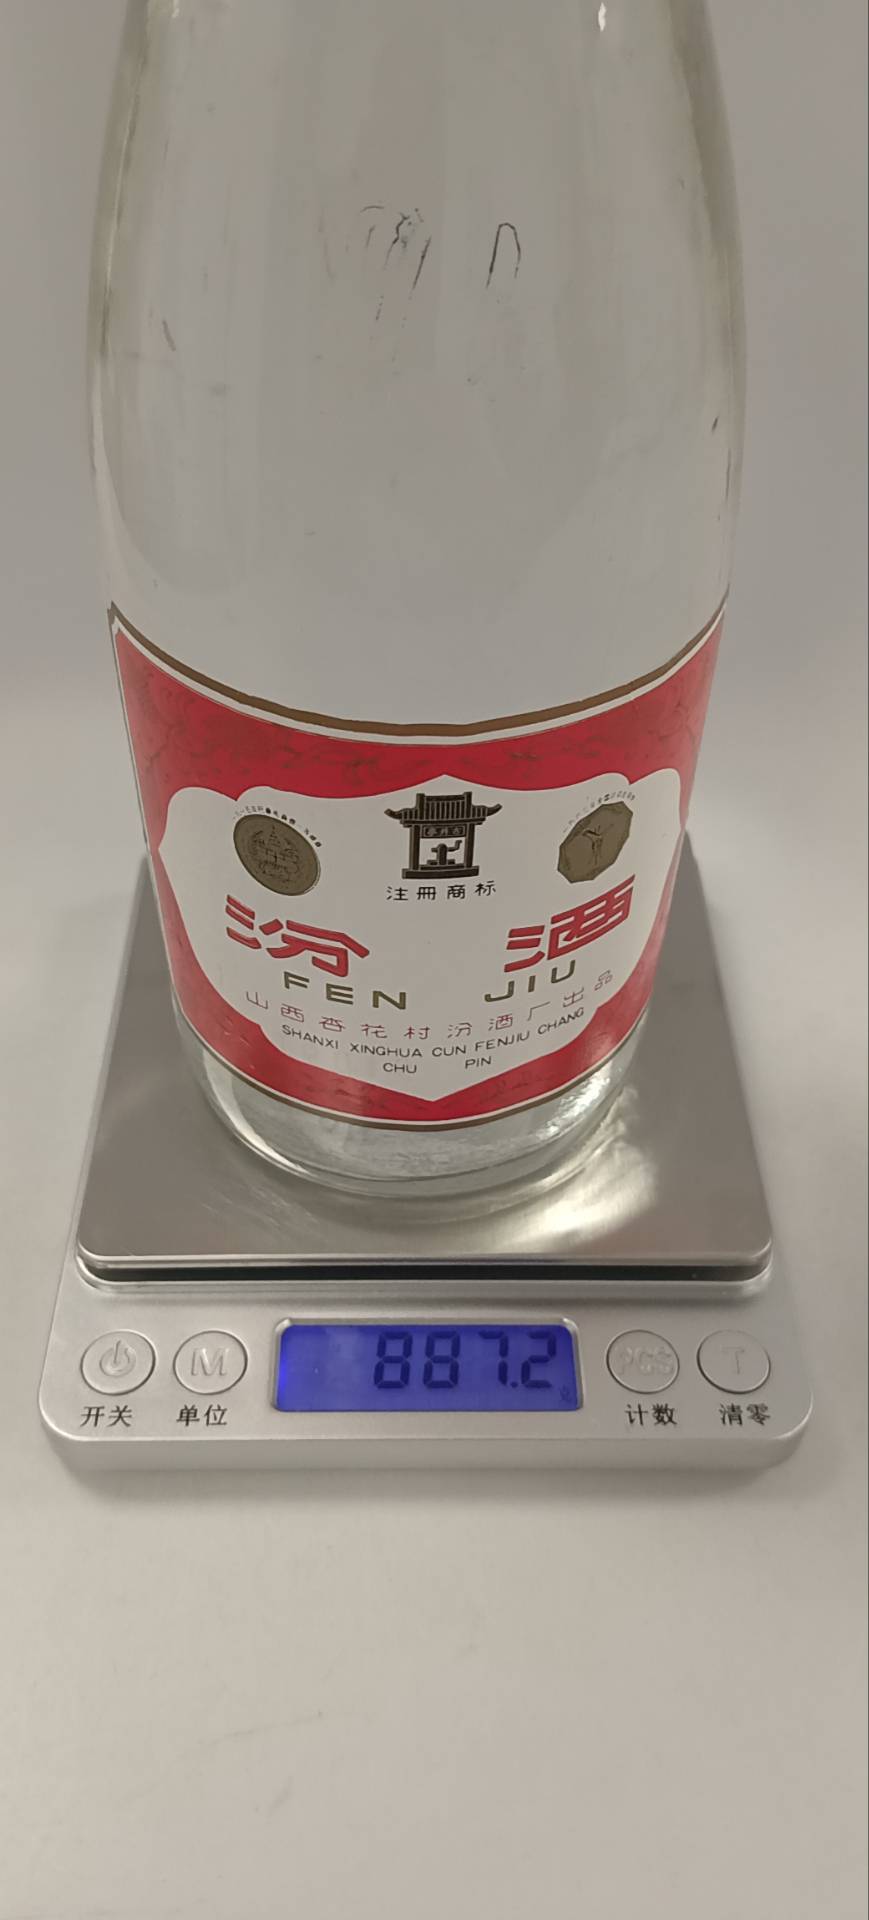 注册商标
汾 酒
FEN JIU
山西杏花村汾酒厂出品
SHANXI XINGHUA CUN FENJIU CHANG
CHU PIN
887.2
M
PCS
T
开关
单位
计数
清零